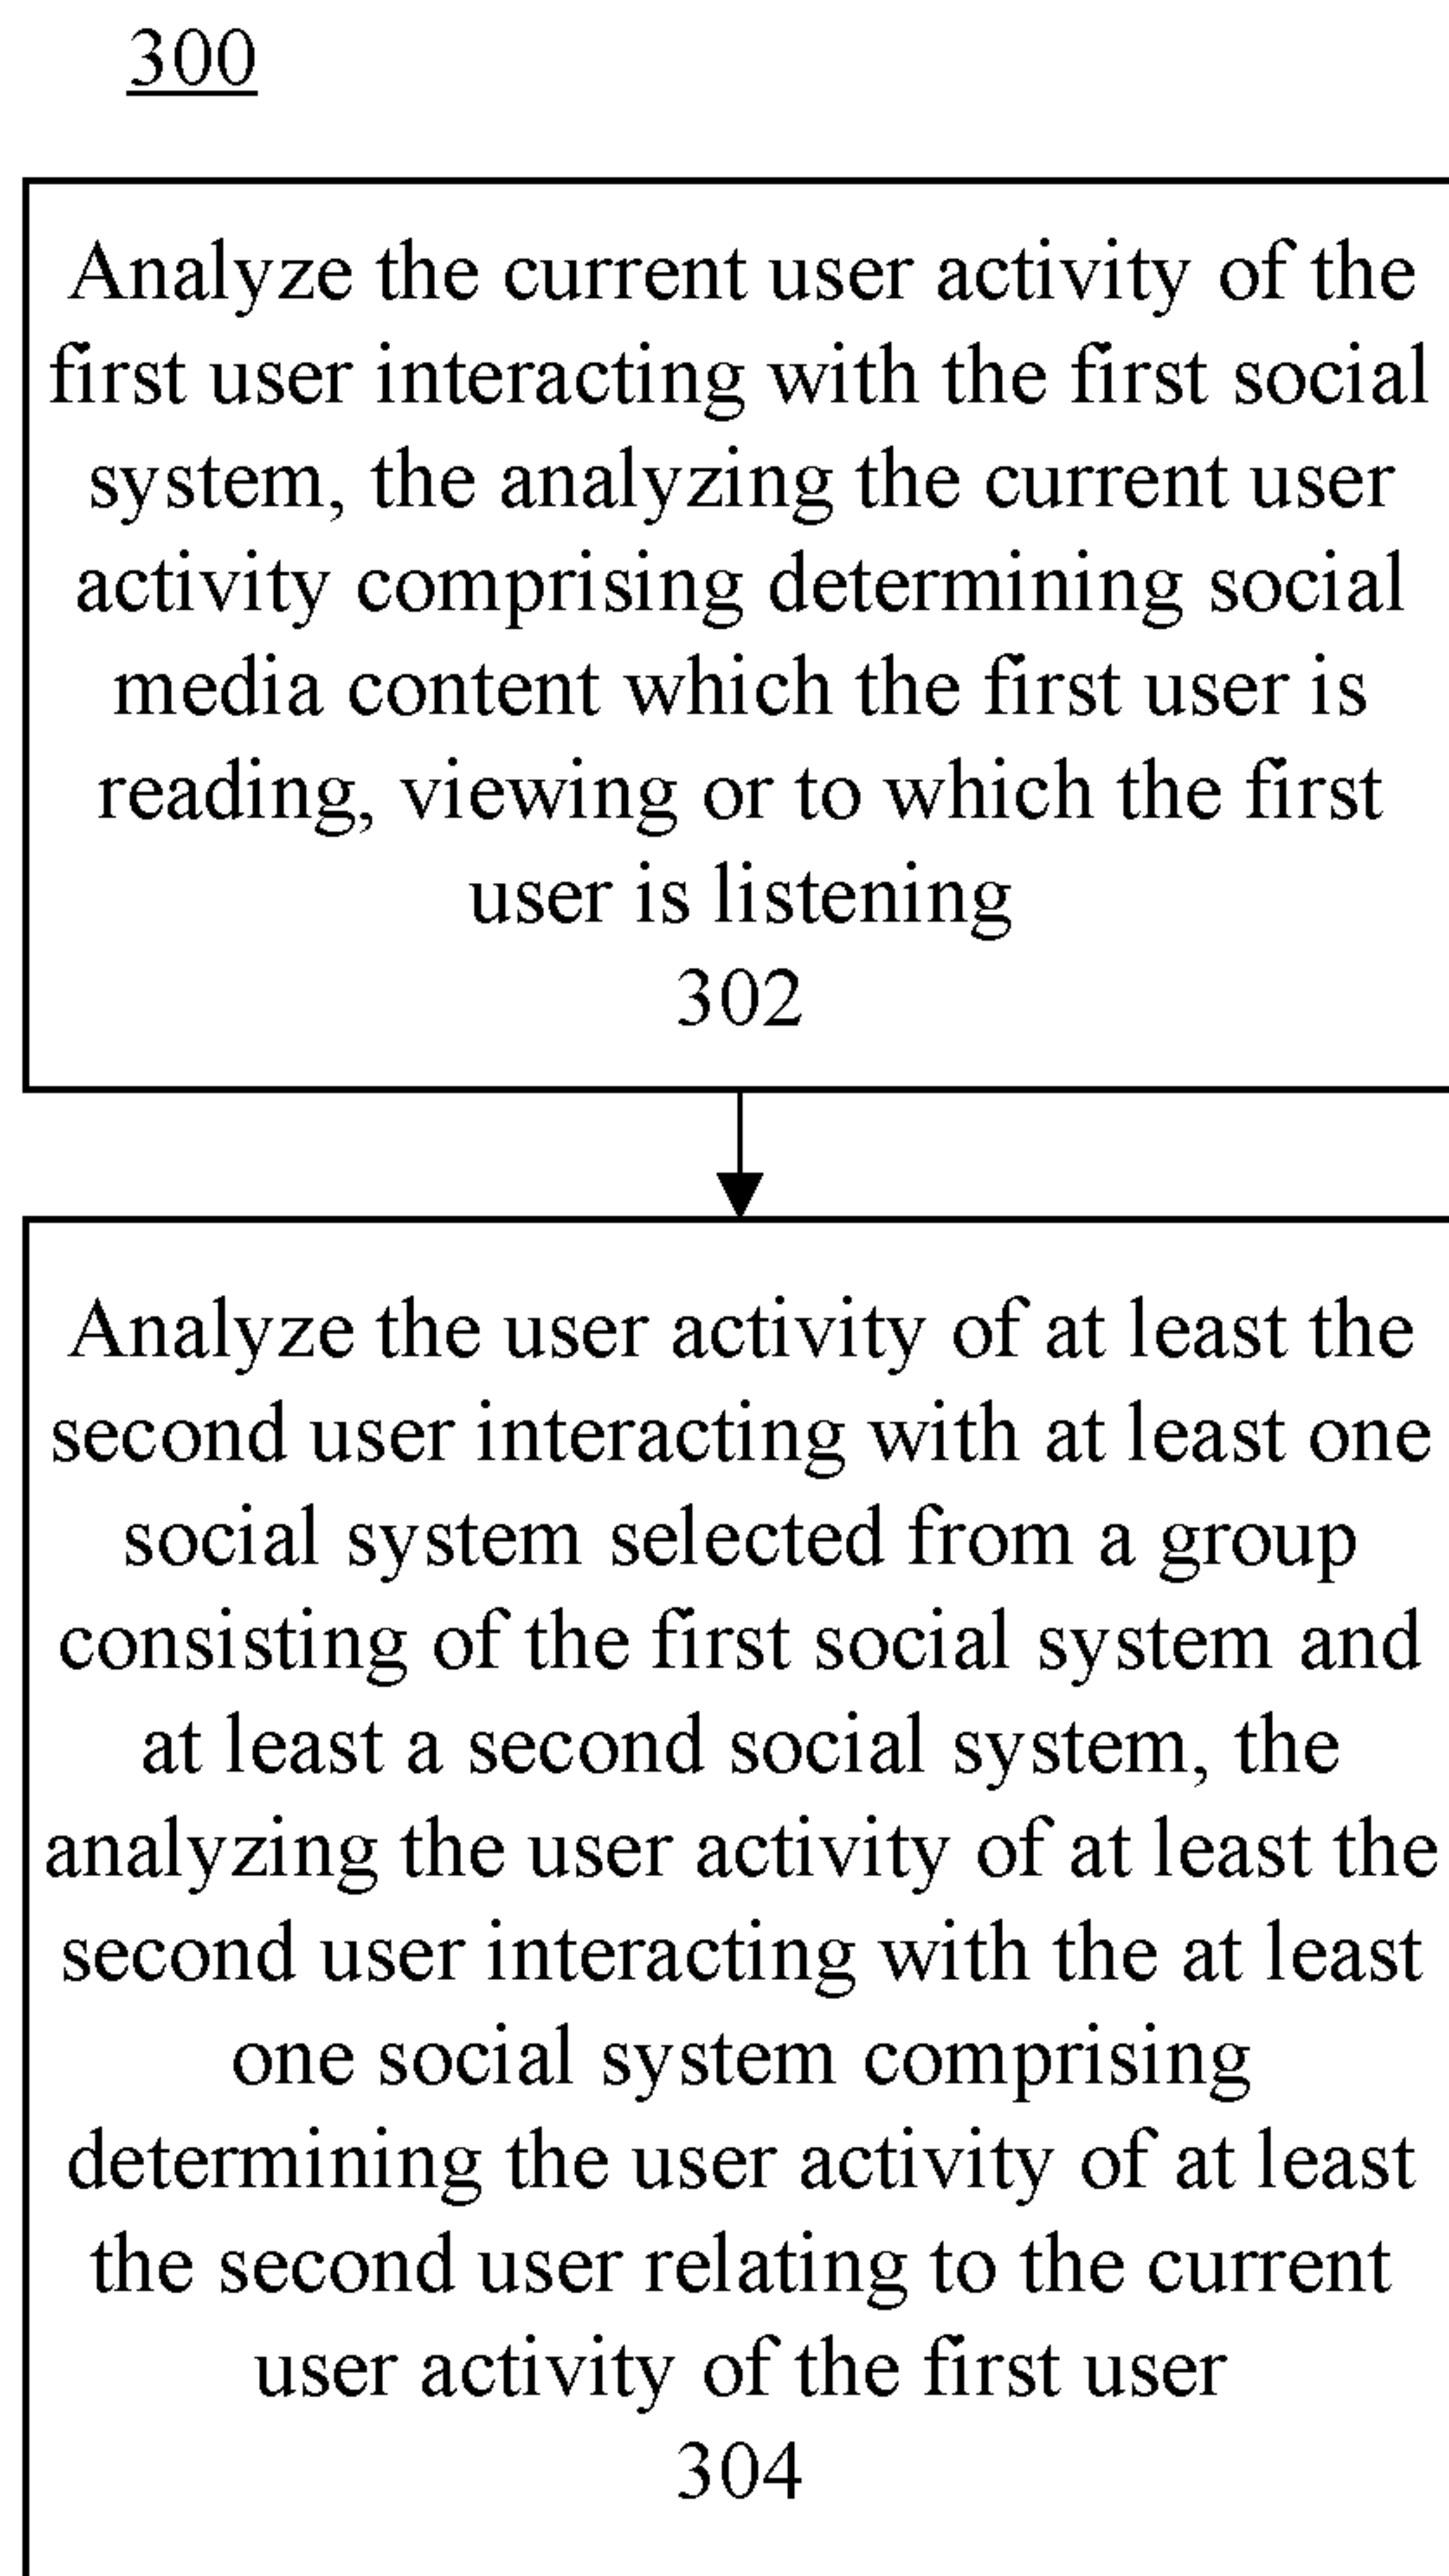 300
Analyze the current user activity of the
first user interacting with the first social
system, the analyzing the current user
activity comprising determining social
media content which the first user is
reading, viewing or to which the first
user is listening
302
Analyze the user activity of at least the
second user interacting with at least one
social system selected from a group
consisting of the first social system and
at least a second social system, the
analyzing the user activity of at least the
second user interacting with the at least
one social system comprising
determining the user activity of at least
the second user relating to the current
user activity of the first user
304